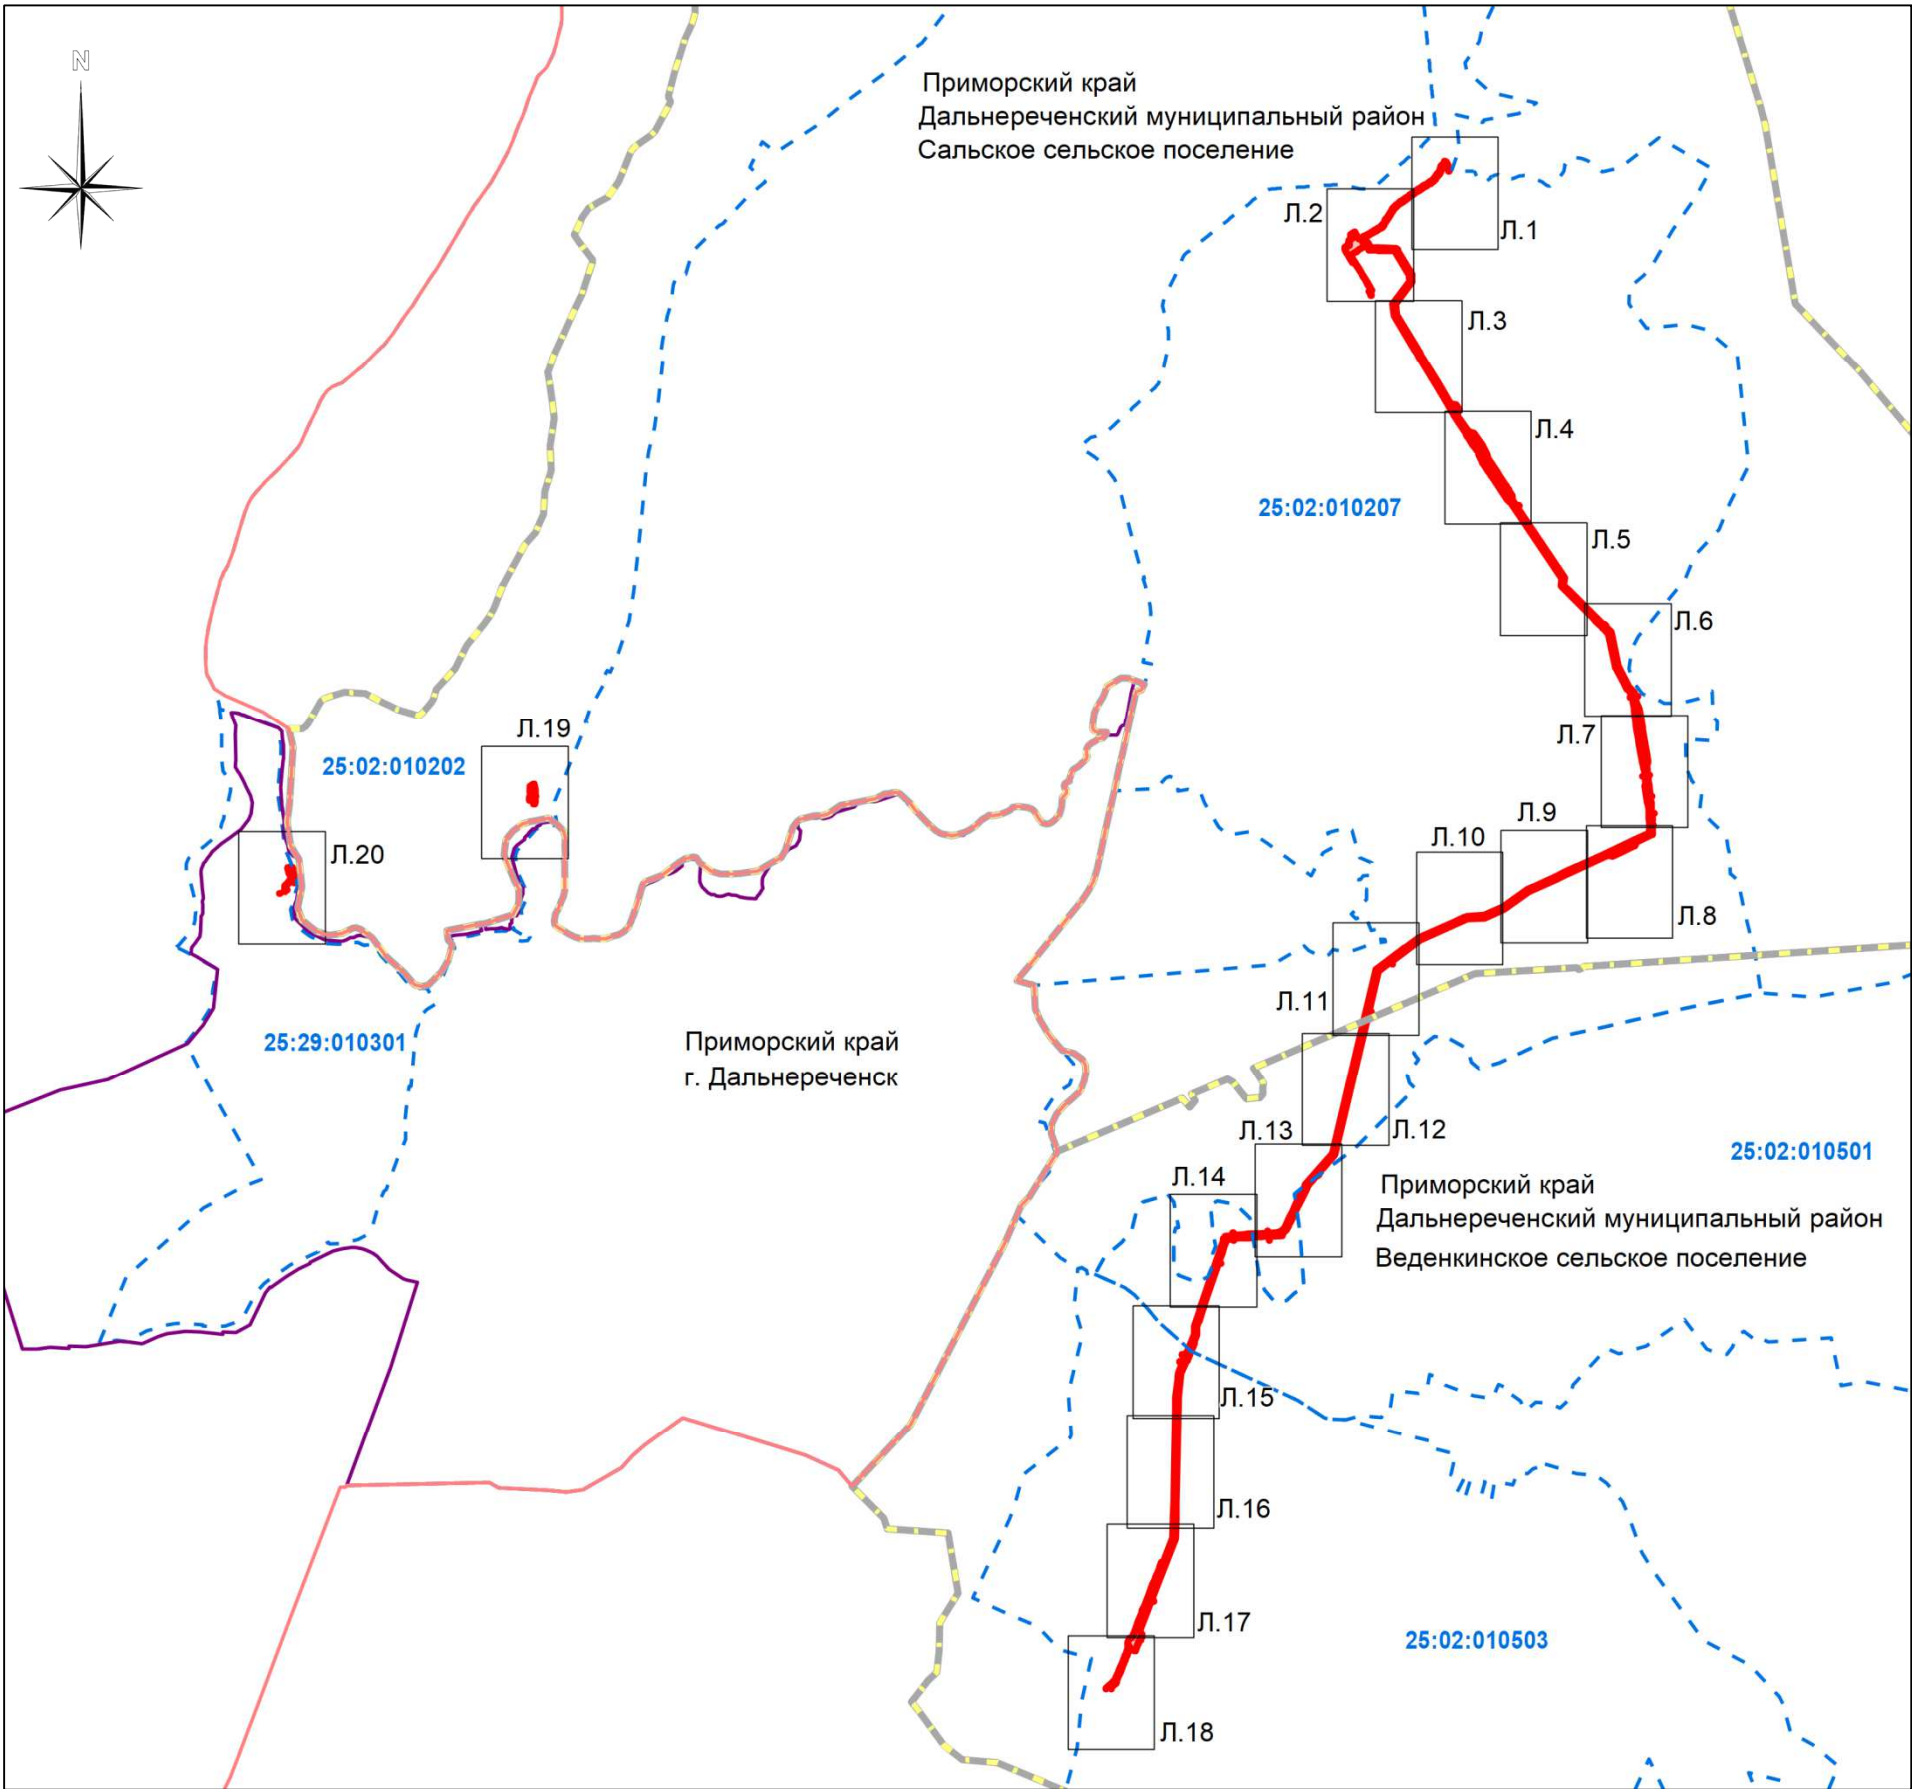 N
Приморский край
Дальнереченский муниципальный район
Сальское сельское поселение
Л.2
Л.1
Л.3
Л.4
25:02:010207
Л.5
Л.6
Л.19
Л.7
25:02:010202
Л.9
Л.10
Л.20
Л.8
Л.11
25:29:010301
Приморский край
г. Дальнереченск
Л.13
Л.12
25:02:010501
Л.14
Приморский край
Дальнереченский муниципальный район
Веденкинское сельское поселение
Л.15
Л.16
Л.17
25:02:010503
Л.18